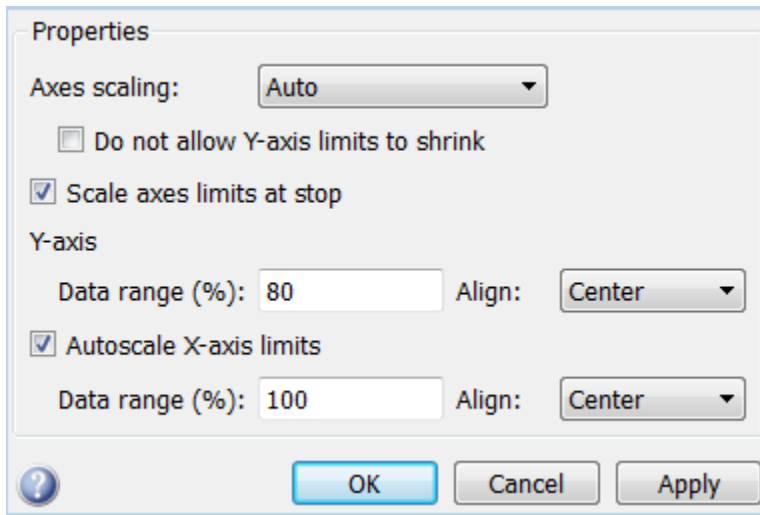 Properties
Axes scaling: Auto
Do not allow Y-axis limits to shrink
Scale axes limits at stop
Y-axis
Data range (%): 80 Align: Center
Autoscale X-axis limits
Data range (%): 100 Align: Center
? OK Cancel Apply